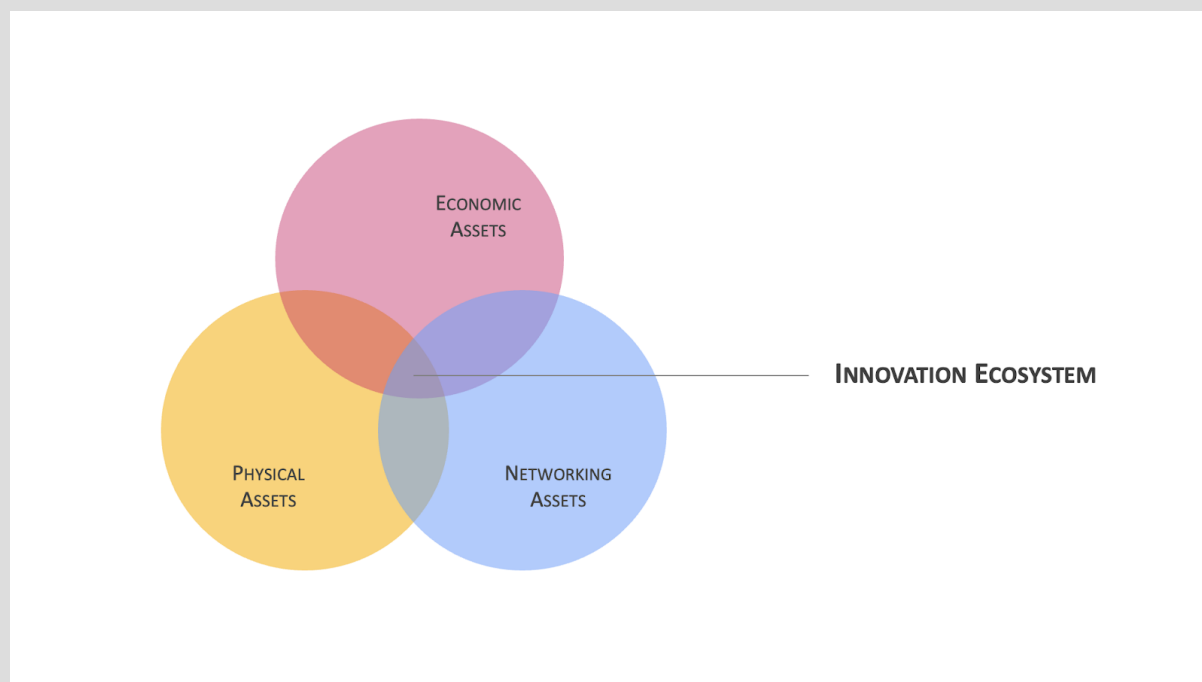 Economic
Assets
Innovation Ecosystem
Physical
Assets
Networking
Assets